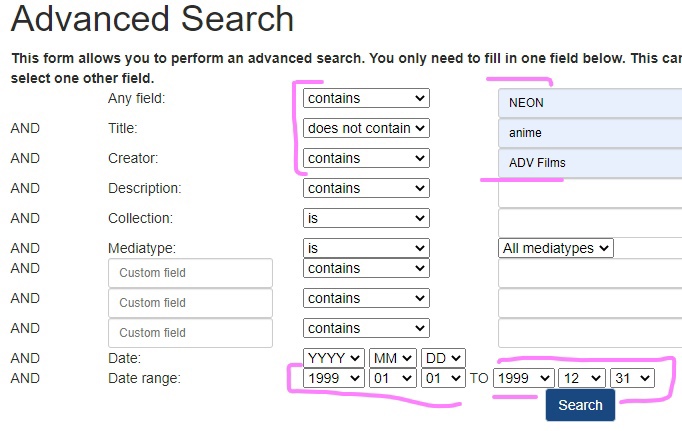 Advanced Search
This form allows you to perform an advanced search. You only need to fill in one field below. This can
select one other field.
Any field: contains NEON
AND Title: does not contain anime
AND Creator: contains ADV Films
AND Description: contains
AND Collection: is
AND Mediatype: is All mediatypes
AND Custom field contains
AND Custom field contains
AND Custom field contains
AND Date: YYYY MM DD
AND Date range: 1999 01 01 TO 1999 12 31
Search